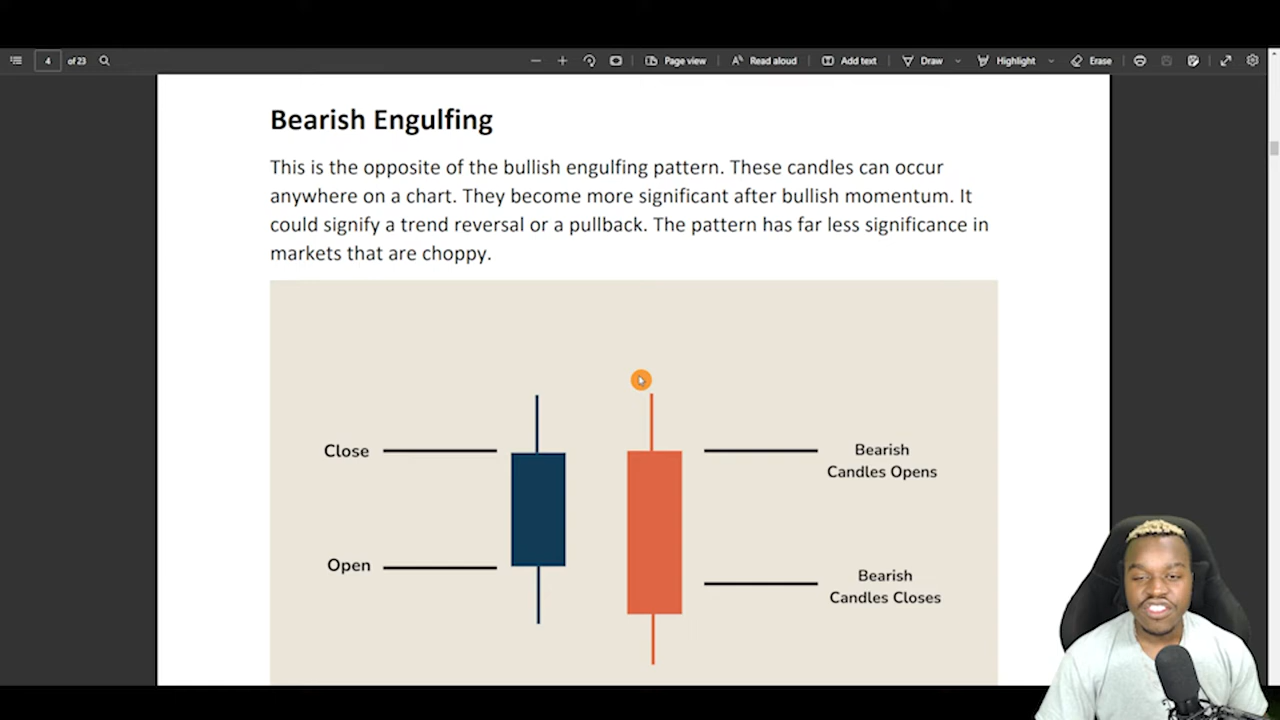 4 of 23 Page view Read aloud Add text Draw Highlight Erase
Bearish Engulfing
This is the opposite of the bullish engulfing pattern. These candles can occur
anywhere on a chart. They become more significant after bullish momentum. It
could signify a trend reversal or a pullback. The pattern has far less significance in
markets that are choppy.
Close
Bearish
Candles Opens
Open
Bearish
Candles Closes